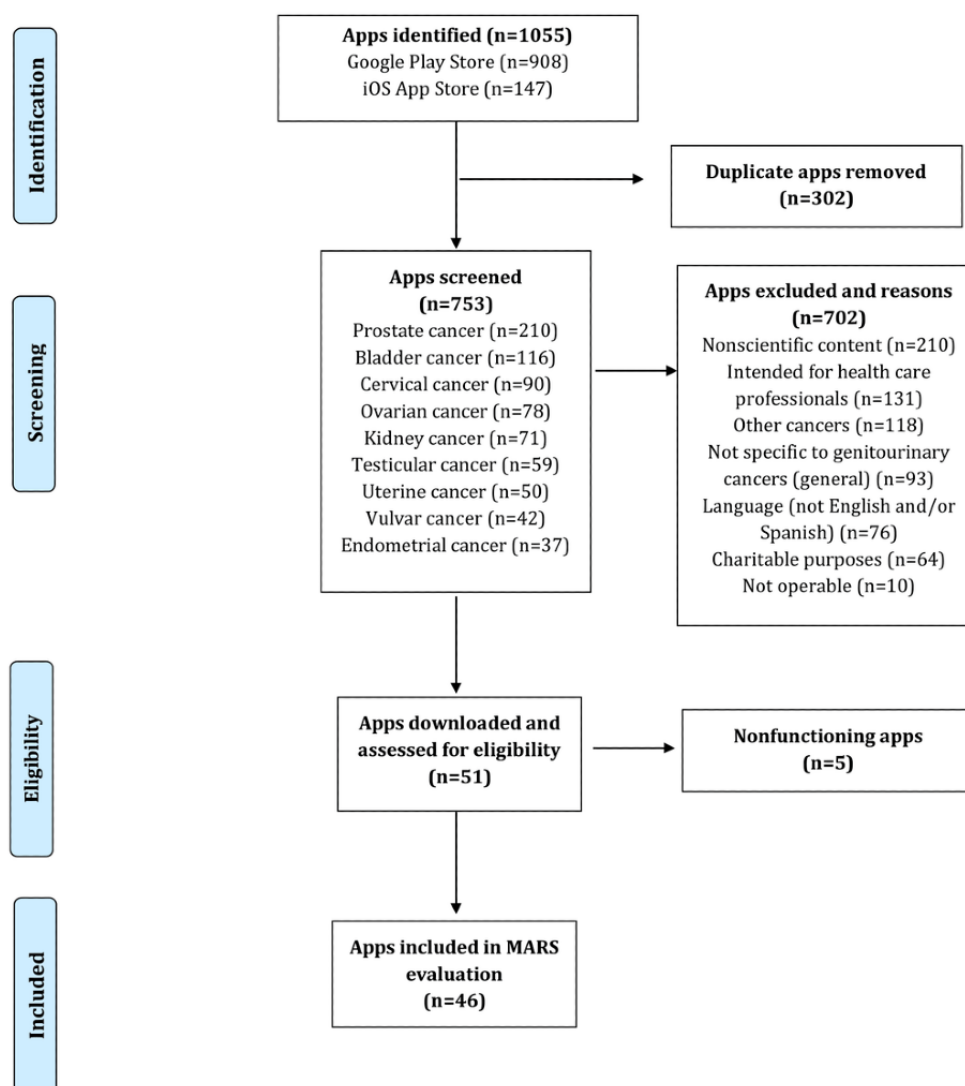 Identification
Apps identified (n=1055)
Google Play Store (n=908)
iOS App Store (n=147)
Duplicate apps removed
(n=302)
Screening
Apps screened
(n=753)
Prostate cancer (n=210)
Bladder cancer (n=116)
Cervical cancer (n=90)
Ovarian cancer (n=78)
Kidney cancer (n=71)
Testicular cancer (n=59)
Uterine cancer (n=50)
Vulvar cancer (n=42)
Endometrial cancer (n=37)
Apps excluded and reasons
(n=702)
Nonscientific content (n=210)
Intended for health care
professionals (n=131)
Other cancers (n=118)
Not specific to genitourinary
cancers (general) (n=93)
Language (not English and/or
Spanish) (n=76)
Charitable purposes (n=64)
Not operable (n=10)
Eligibility
Apps downloaded and
assessed for eligibility
(n=51)
Nonfunctioning apps
(n=5)
Included
Apps included in MARS
evaluation
(n=46)